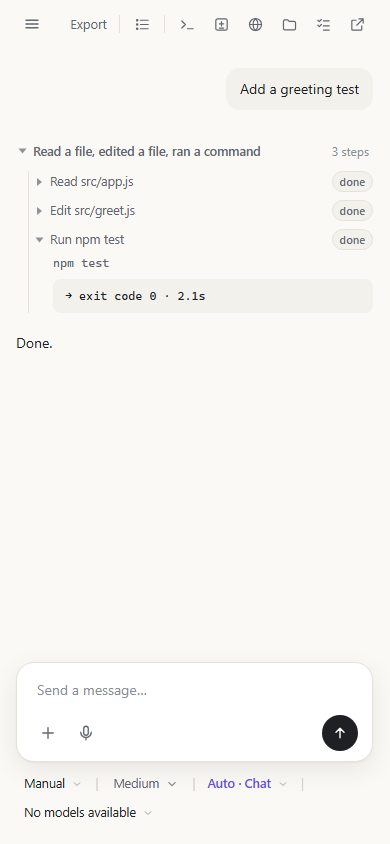 Export
Add a greeting test
Read a file, edited a file, ran a command 3 steps
Read src/app.js done
Edit src/greet.js done
Run npm test done
npm test
→ exit code 0 · 2.1s
Done.
Send a message...
Manual Medium Auto · Chat
No models available